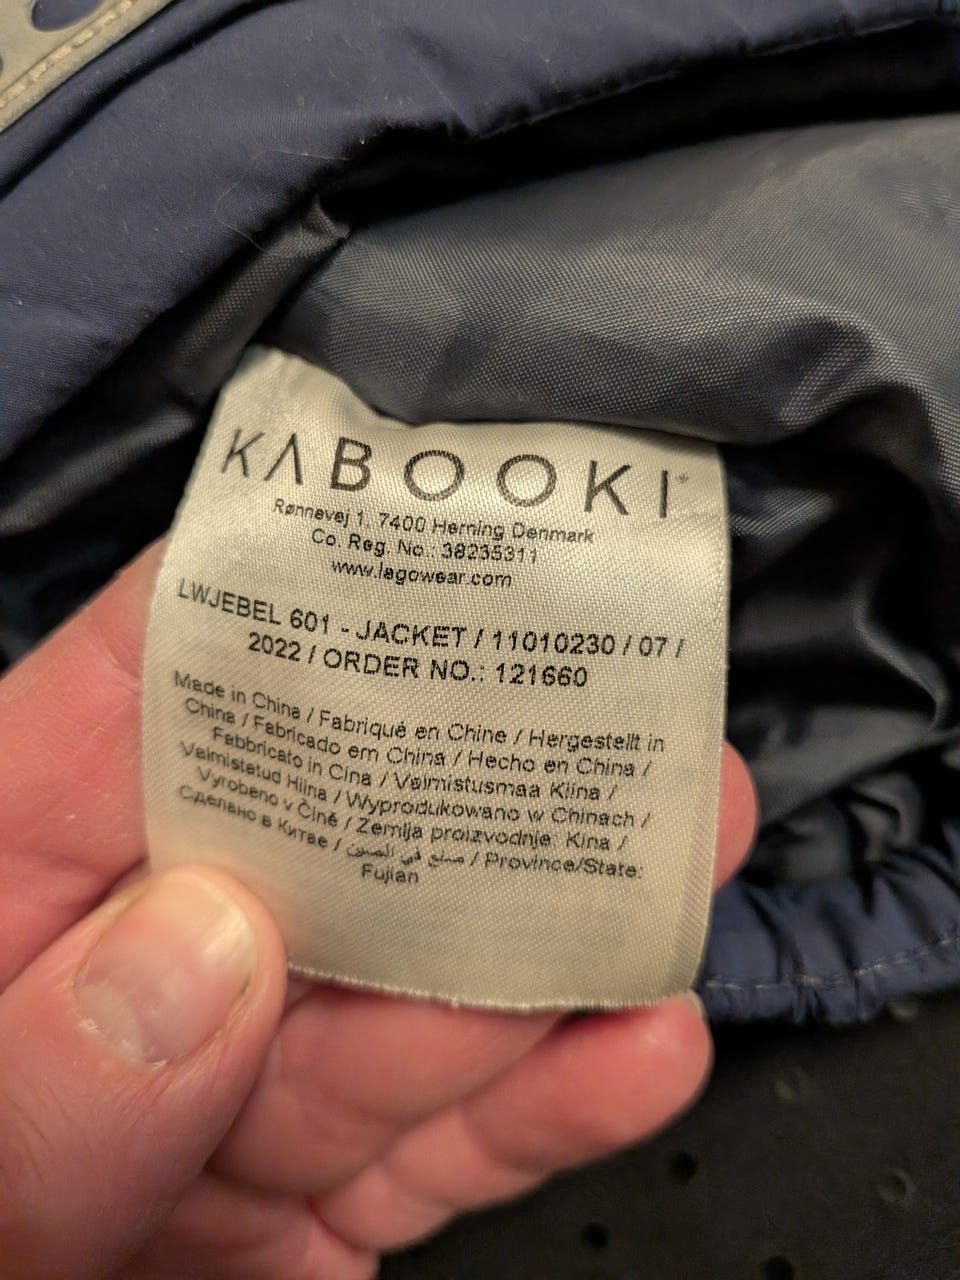 KΛBOOKI®
Rønnevej 1, 7400 Herning Denmark
Co. Reg. No.: 38235311
www.legowear.com
LWJEBEL 601 - JACKET / 11010230 / 07 /
2022 / ORDER NO.: 121660
Made in China / Fabriqué en Chine / Hergestellt in
China / Fabricado em China / Hecho en China /
Fabbricato in Cina / Valmistusmaa Kiina /
Valmistatud Hiina / Wyprodukowano w Chinach /
Vyrobeno v Číně / Zemlja proizvodnje: Kina /
Сделано в Китае / صنع في الصين / Province/State:
Fujian